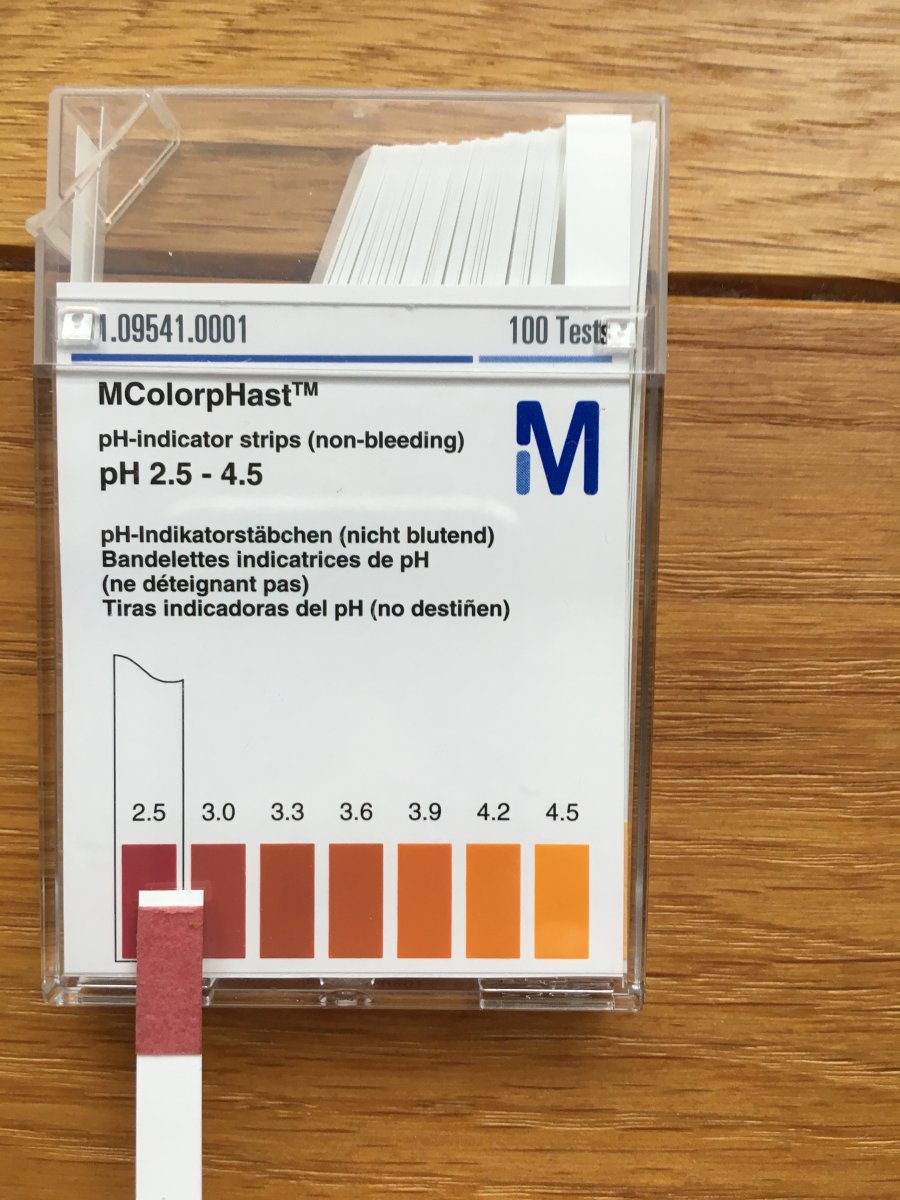 1.09541.0001 100 Tests
MColorpHast™
pH-indicator strips (non-bleeding)
pH 2.5 - 4.5
M
pH-Indikatorstäbchen (nicht blutend)
Bandelettes indicatrices de pH
(ne déteignant pas)
Tiras indicadoras del pH (no destiñen)
2.5 3.0 3.3 3.6 3.9 4.2 4.5